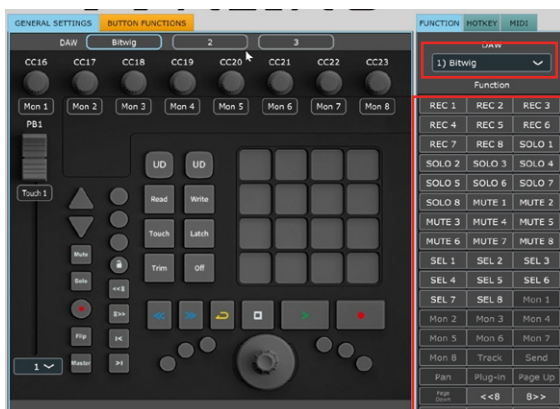 GENERAL SETTINGS BUTTON FUNCTIONS
DAW Bitwig 2 3
CC16 CC17 CC18 CC19 CC20 CC21 CC22 CC23
Mon 1 Mon 2 Mon 3 Mon 4 Mon 5 Mon 6 Mon 7 Mon 8
PB1
UD UD
Touch 1
Read Write
Touch Latch
Mute
Trim Off
Solo
<<8
8>>
<< >>
Flip |<
1 Master >|
FUNCTION HOTKEY MIDI
DAW
1) Bitwig
Function
REC 1 REC 2 REC 3
REC 4 REC 5 REC 6
REC 7 REC 8 SOLO 1
SOLO 2 SOLO 3 SOLO 4
SOLO 5 SOLO 6 SOLO 7
SOLO 8 MUTE 1 MUTE 2
MUTE 3 MUTE 4 MUTE 5
MUTE 6 MUTE 7 MUTE 8
SEL 1 SEL 2 SEL 3
SEL 4 SEL 5 SEL 6
SEL 7 SEL 8 Mon 1
Mon 2 Mon 3 Mon 4
Mon 5 Mon 6 Mon 7
Mon 8 Track Send
Pan Plug-In Page Up
Page Down <<8 8>>